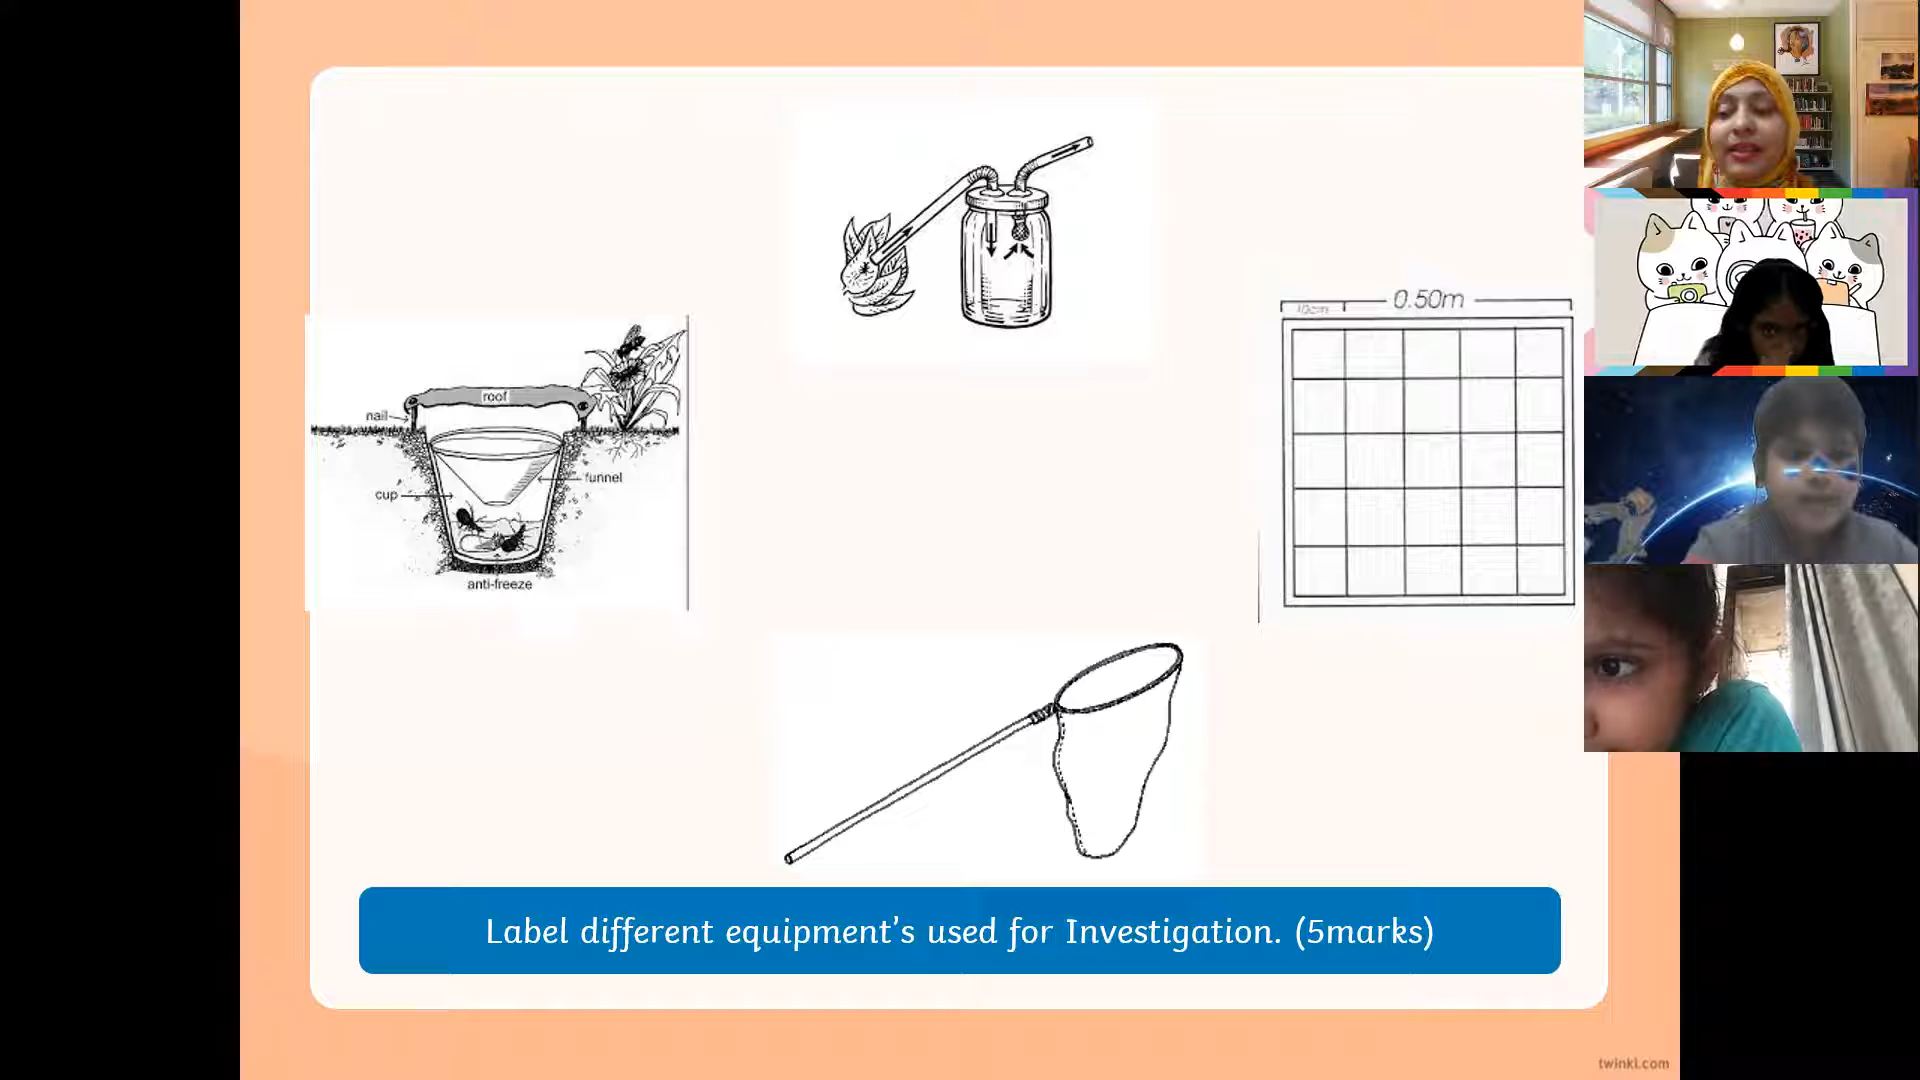 0.50m
10cm
roof
nail
funnel
cup
anti-freeze
Label different equipment's used for Investigation. (5marks)
twinkl.com